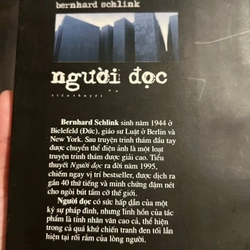 bernhard schlink
người đọc
tiểu thuyết
Bernhard Schlink sinh năm 1944 ở
Bielefeld (Đức), giáo sư Luật ở Berlin và
New York. Sau truyện trinh thám đầu tay
được chuyển thể điện ảnh là một loạt
truyện trinh thám được giải cao. Tiểu
thuyết Người đọc ra đời năm 1995,
chiếm ngay vị trí bestseller, được dịch ra
gần 40 thứ tiếng và minh chứng đậm nét
cho ngòi bút tầm cỡ thế giới.
Người đọc có sức hấp dẫn của một
ký sự pháp đình, nhưng linh hồn của tác
phẩm là tính nhân văn cao cả, thể hiện
trong cả quá khứ chiến tranh đen tối lẫn
hiện tại rối rắm của lòng người.